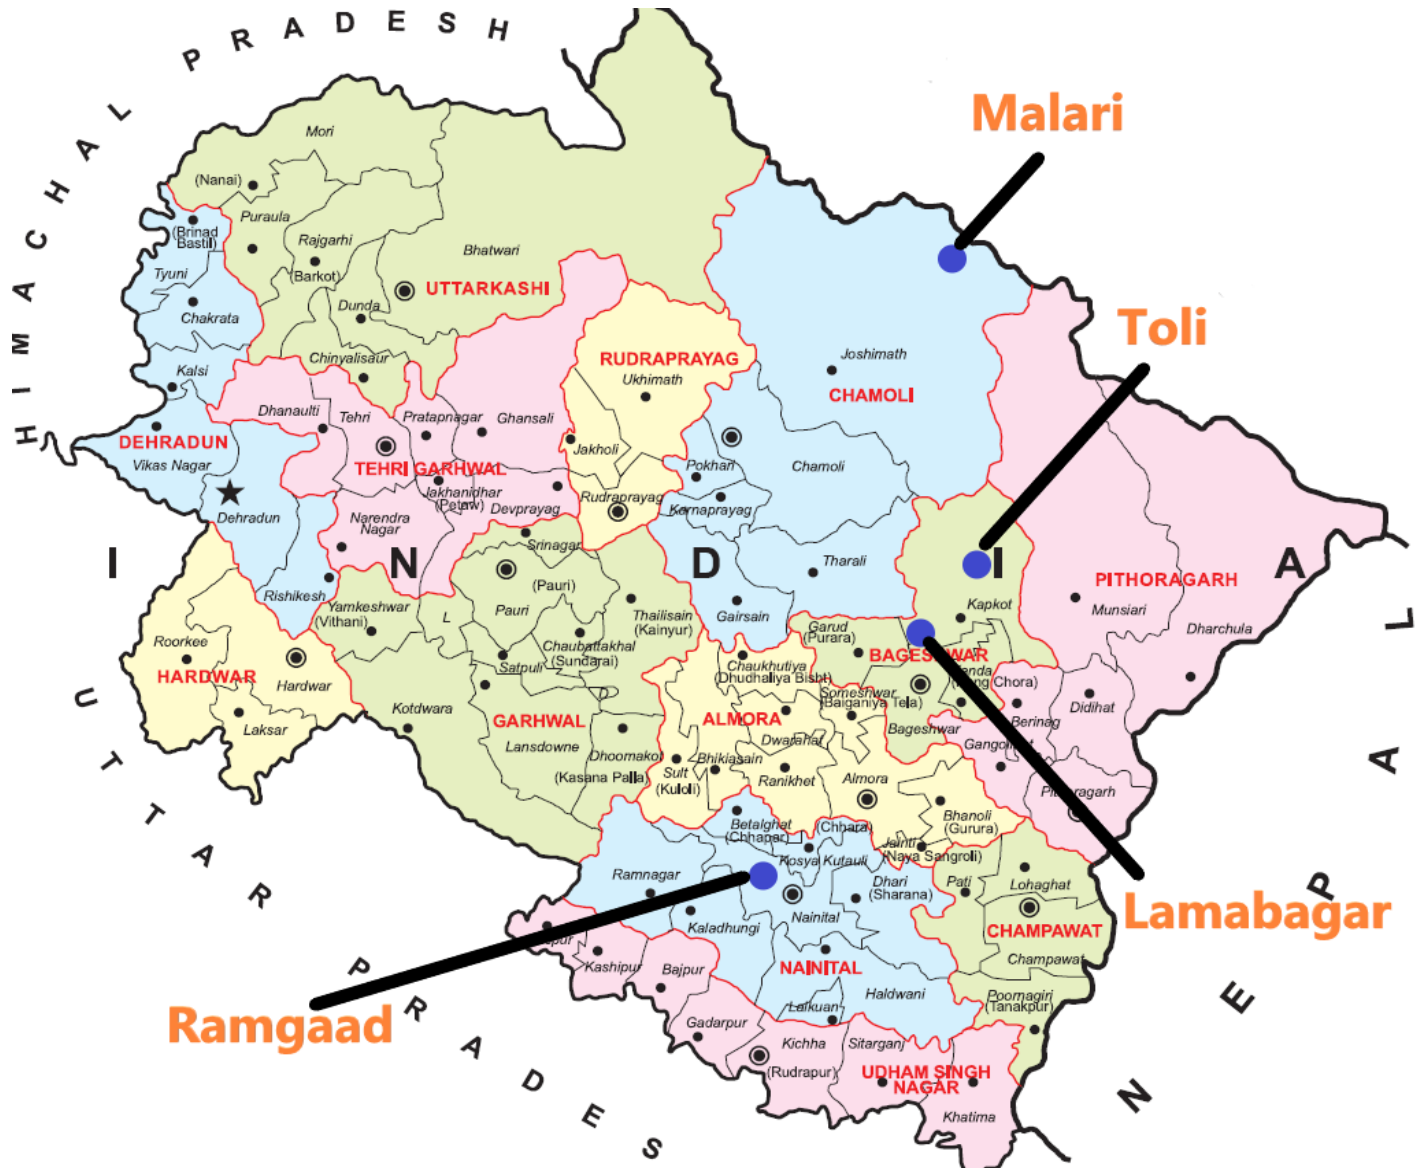 HIMACHAL PRADESH
Malari
Mori
(Nanai)
Puraula
(Brinad
Bastil)
Rajgarhi
(Barkot)
Bhatwari
Tyuni
UTTARKASHI
Dunda
Chakrata
Toli
Chinyalisaur
RUDRAPRAYAG
Joshimath
Kalsi
Ukhimath
CHAMOLI
Dhanaulti
Tehri
Pratapnagar
Ghansali
DEHRADUN
Jakholi
Vikas Nagar
TEHRI GARHWAL
Pokhari
Chamoli
Jakhanidhar
(Petaw)
Devprayag
Rudraprayag
Karnaprayag
Dehradun
Narendra
Nagar
Srinagar
INDIA
Tharali
PITHORAGARH
(Pauri)
Rishikesh
Yamkeshwar
(Vithani)
Pauri
L
Thailisain
(Kainyur)
Gairsain
Kapkot
Munsiari
Garud
(Purara)
Dharchula
Roorkee
Chaubattakhal
(Sundarai)
BAGESHWAR
HARDWAR
Hardwar
Satpuli
Chaukhutiya
(Dhudhaliya Bisht)
Someshwar
(Baiganiya Tela)
Didihat
Kotdwara
D
GARHWAL
ALMORA
Berinag
Laksar
Lansdowne
Dwarahat
Bageshwar
Dhoomakot
(Kasana Palla)
Sult
(Kuloli)
Bhikiasain
Ranikhet
Almora
Bhanoli
(Gurura)
Betalghat
(Chhapar)
(Chhara)
Jainti
(Naya Sangroli)
Kosya Kutauli
Ramnagar
Dhari
(Sharana)
Pati
Lohaghat
Nainital
Lamabagar
Kaladhungi
CHAMPAWAT
Kashipur
Bajpur
NAINITAL
Champawat
Haldwani
Poornagiri
(Tanakpur)
Lalkuan
Ramgaad
Gadarpur
Kichha
(Rudrapur)
Sitarganj
UDHAM SINGH
NAGAR
Khatima
UTTAR PRADES
NEPAL